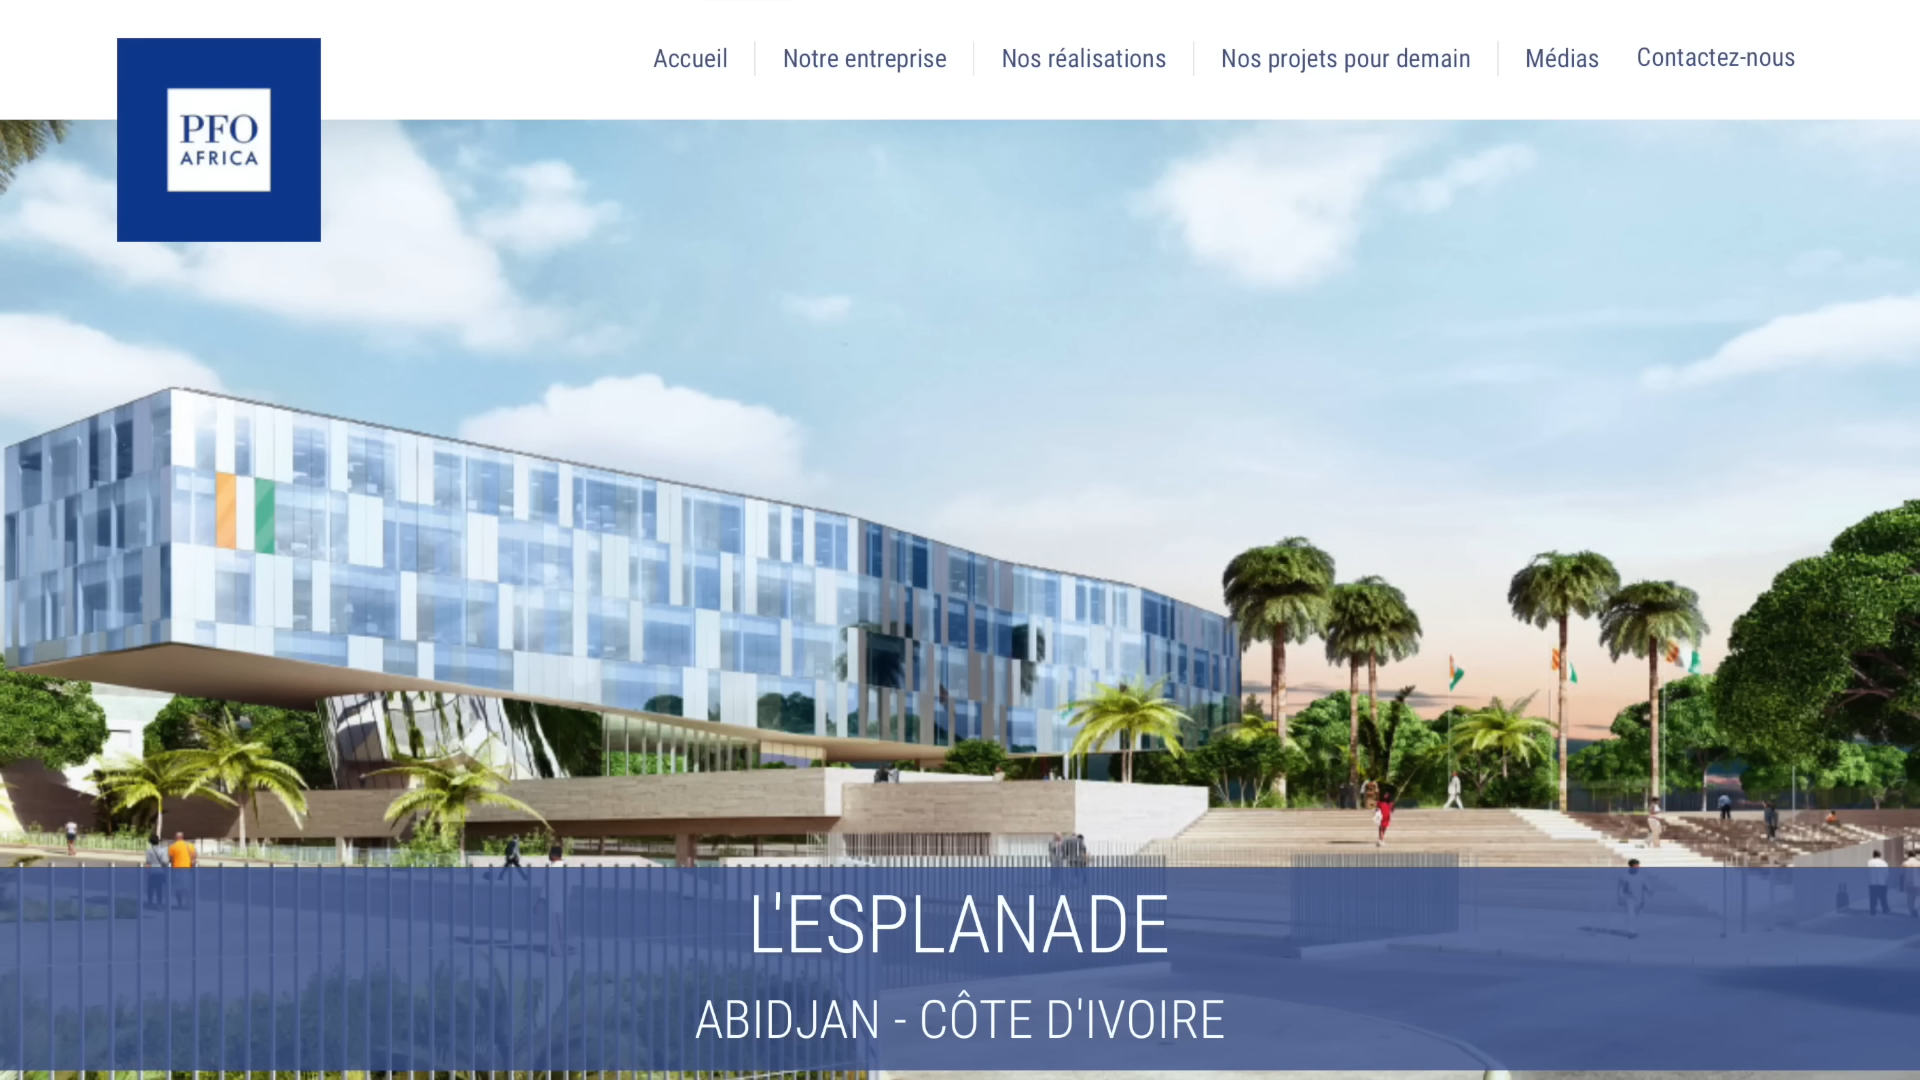 PFO
AFRICA
Accueil
Notre entreprise
Nos réalisations
Nos projets pour demain
Médias
Contactez-nous
L'ESPLANADE
ABIDJAN - CÔTE D'IVOIRE